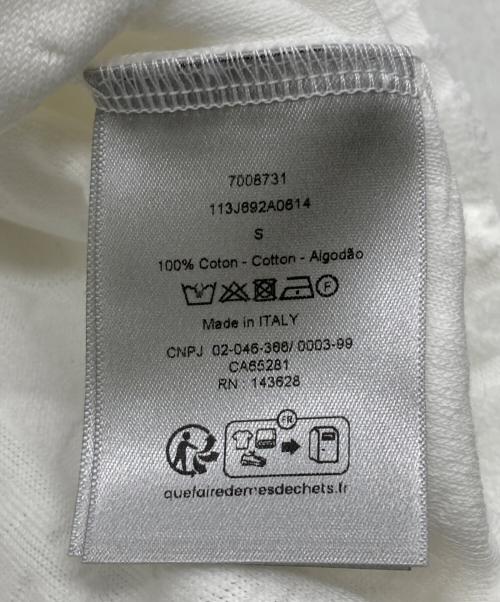 7008731
113J692A0614
S
100% Coton - Cotton - Algodão
F
Made in ITALY
CNPJ 02-046-366/ 0003-99
CA65281
RN : 143628
FR
quefairedemesdechets.fr